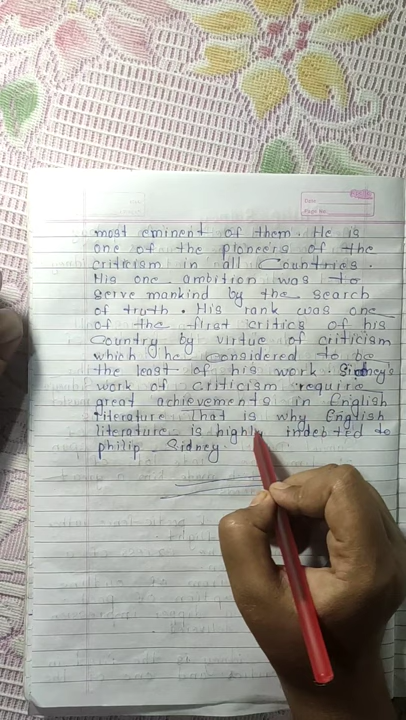 Date
Page No.
most eminent of them. He is
one of the pioneers of the
criticism in all Countries.
His one ambition was to
serve mankind by the search
of truth. His rank was one
of the first critics of his
Country by virtue of criticism
which he considered to be
the least of his work. Sidney's
work of criticism require
great achievements in English
literature. That is why English
literature is highly indebted to
philip Sidney.